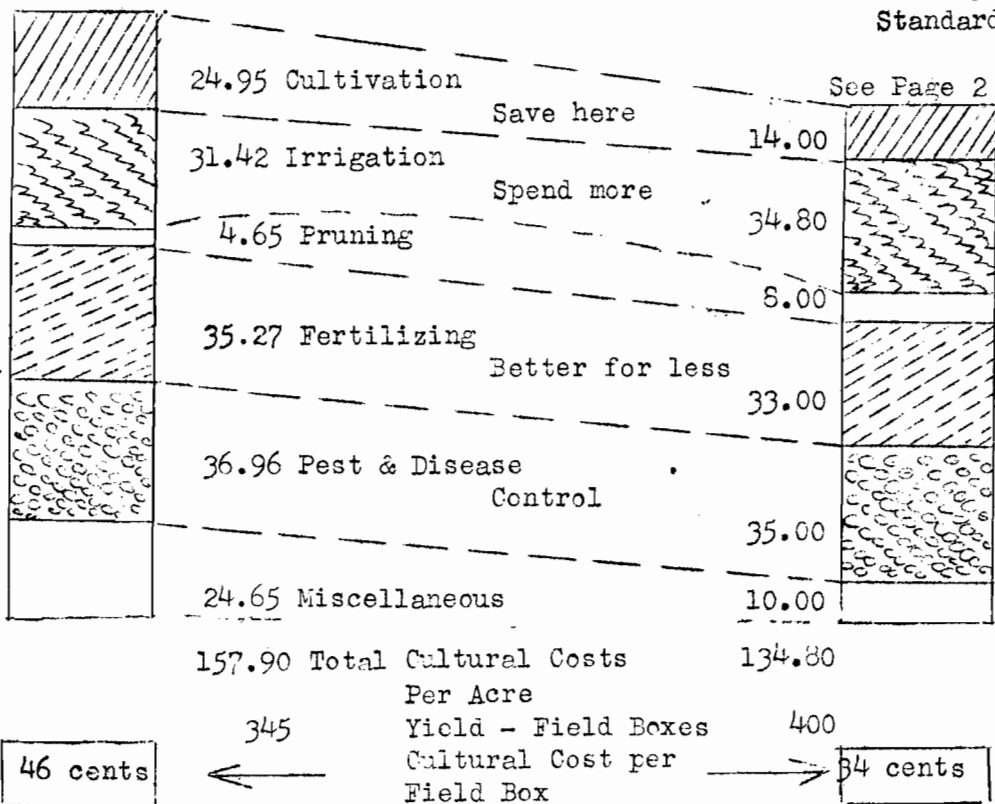 Standard
See Page 2
24.95 Cultivation
Save here
14.00
31.42 Irrigation
Spend more
34.80
4.65 Pruning
8.00
35.27 Fertilizing
Better for less
33.00
36.96 Pest & Disease
Control
35.00
24.65 Miscellaneous 10.00
157.90 Total Cultural Costs 134.80
Per Acre
345 Yield - Field Boxes 400
46 cents Cultural Cost per 34 cents
Field Box